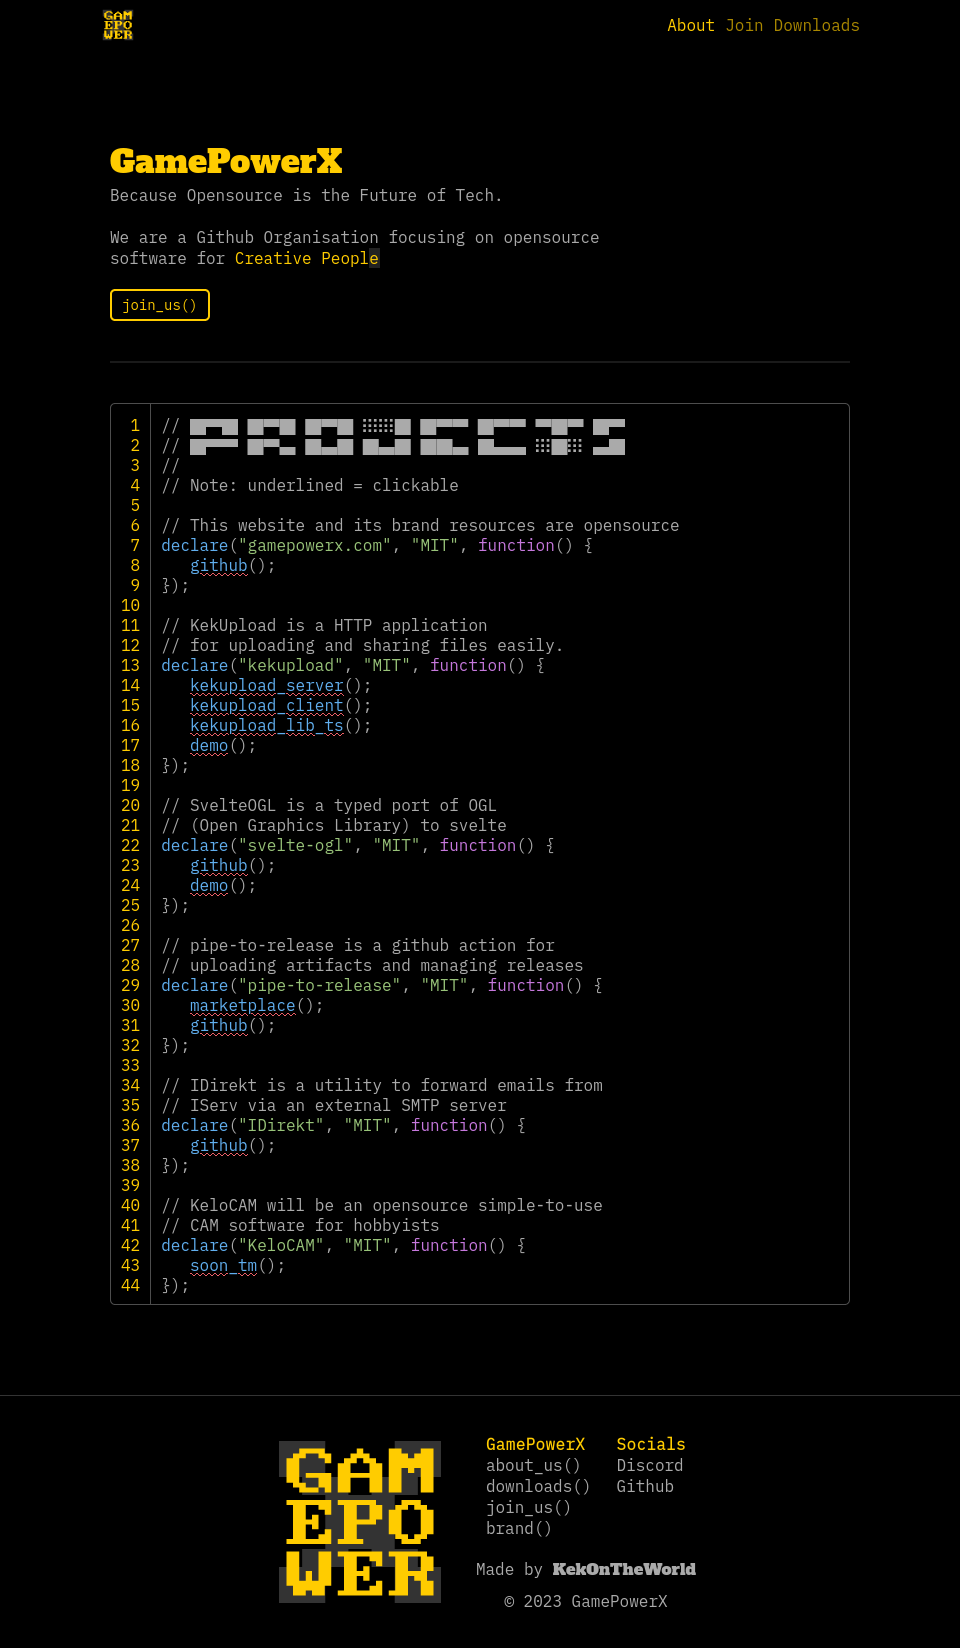 GAM
EPO
WER
About Join Downloads
GamePowerX
Because Opensource is the Future of Tech.
We are a Github Organisation focusing on opensource
software for Creative People
join_us()
1 // PROJECTS
2 //
3 //
4 // Note: underlined = clickable
5
6 // This website and its brand resources are opensource
7 declare("gamepowerx.com", "MIT", function() {
8 github();
9 });
10
11 // KekUpload is a HTTP application
12 // for uploading and sharing files easily.
13 declare("kekupload", "MIT", function() {
14 kekupload_server();
15 kekupload_client();
16 kekupload_lib_ts();
17 demo();
18 });
19
20 // SvelteOGL is a typed port of OGL
21 // (Open Graphics Library) to svelte
22 declare("svelte-ogl", "MIT", function() {
23 github();
24 demo();
25 });
26
27 // pipe-to-release is a github action for
28 // uploading artifacts and managing releases
29 declare("pipe-to-release", "MIT", function() {
30 marketplace();
31 github();
32 });
33
34 // IDirekt is a utility to forward emails from
35 // IServ via an external SMTP server
36 declare("IDirekt", "MIT", function() {
37 github();
38 });
39
40 // KeloCAM will be an opensource simple-to-use
41 // CAM software for hobbyists
42 declare("KeloCAM", "MIT", function() {
43 soon_tm();
44 });
GAM
EPO
WER
GamePowerX
about_us()
downloads()
join_us()
brand()
Socials
Discord
Github
Made by KekOnTheWorld
© 2023 GamePowerX